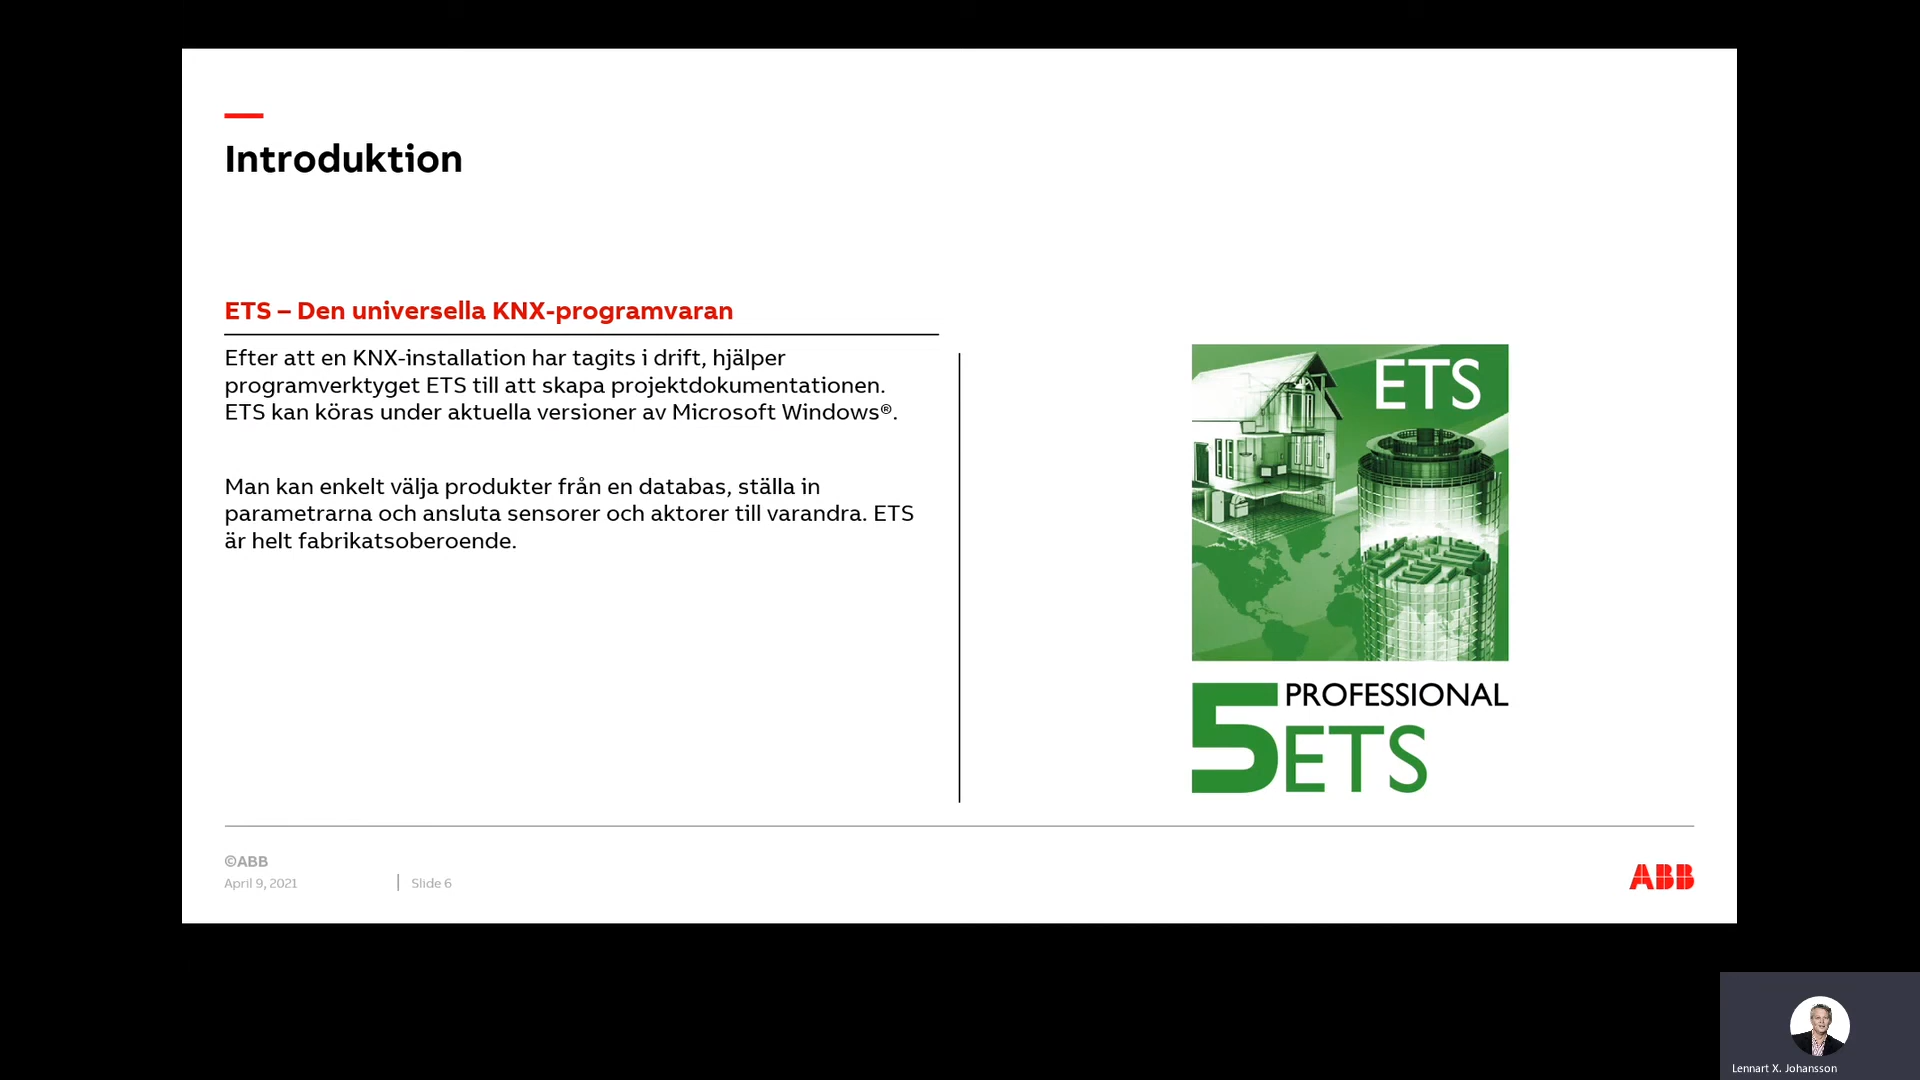 Introduktion
ETS – Den universella KNX-programvaran
Efter att en KNX-installation har tagits i drift, hjälper
programverktyget ETS till att skapa projektdokumentationen.
ETS kan köras under aktuella versioner av Microsoft Windows®.
Man kan enkelt välja produkter från en databas, ställa in
parametrarna och ansluta sensorer och aktorer till varandra. ETS
är helt fabrikatsoberoende.
ETS
5 PROFESSIONAL
ETS
©ABB
April 9, 2021
Slide 6
ABB
Lennart X. Johansson